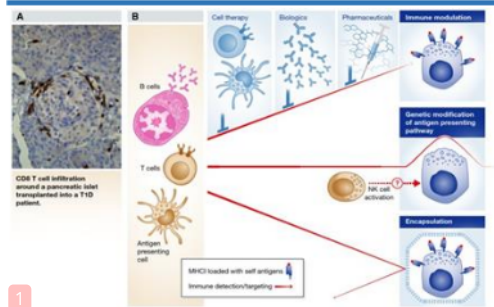 A
B
Cell therapy
Biologics
Pharmaceuticals
Immune modulation
B cells
T cells
Antigen
presenting
cell
Genetic modification
of antigen presenting
pathway
?
NK cell
activation
Encapsulation
CD8 T cell infiltration
around a pancreatic islet
transplanted into a T1D
patient.
MHCI loaded with self antigens
Immune detection/targeting
1